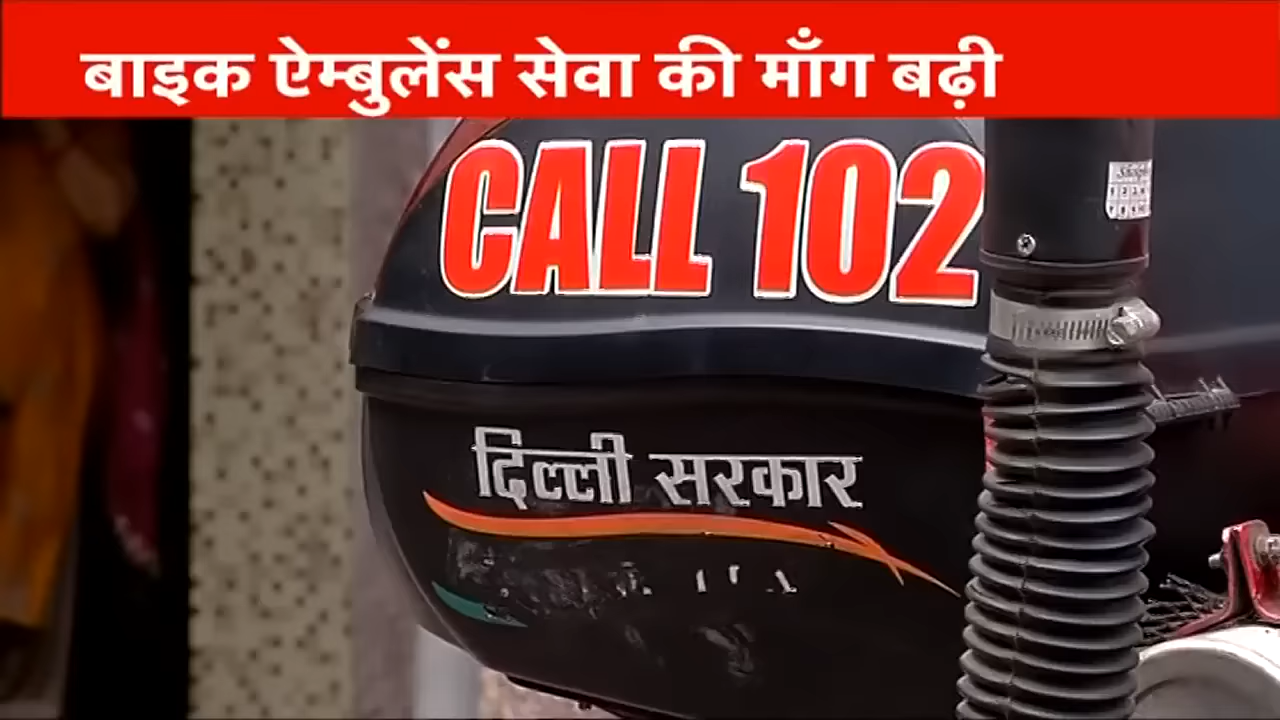 बाइक ऐम्बुलेंस सेवा की माँग बढ़ी
CALL 102
दिल्ली सरकार